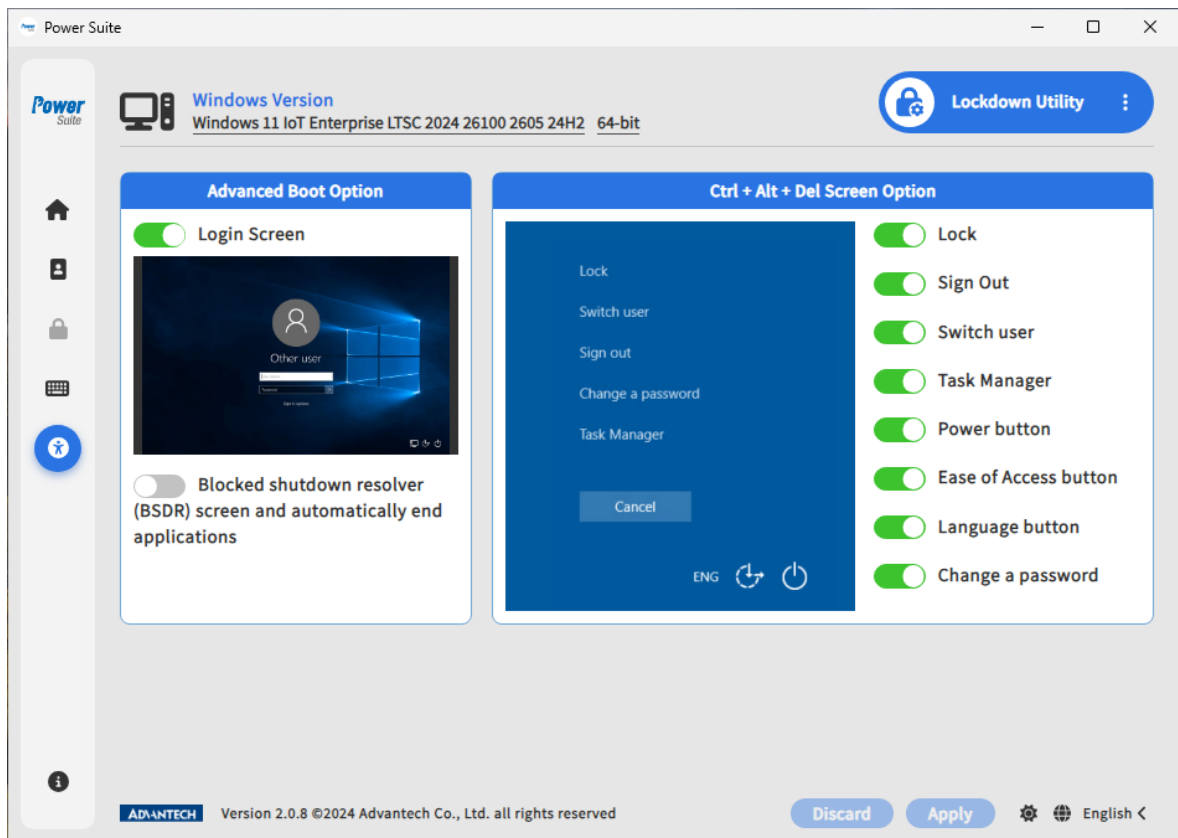 Power Suite
Power
Suite
Windows Version
Windows 11 IoT Enterprise LTSC 2024 26100 2605 24H2 64-bit
Lockdown Utility
Advanced Boot Option
Login Screen
Other user
Password
Blocked shutdown resolver
(BSDR) screen and automatically end
applications
Ctrl + Alt + Del Screen Option
Lock
Switch user
Sign out
Change a password
Task Manager
Cancel
ENG
Lock
Sign Out
Switch user
Task Manager
Power button
Ease of Access button
Language button
Change a password
ADVANTECH Version 2.0.8 ©2024 Advantech Co., Ltd. all rights reserved
Discard
Apply
English